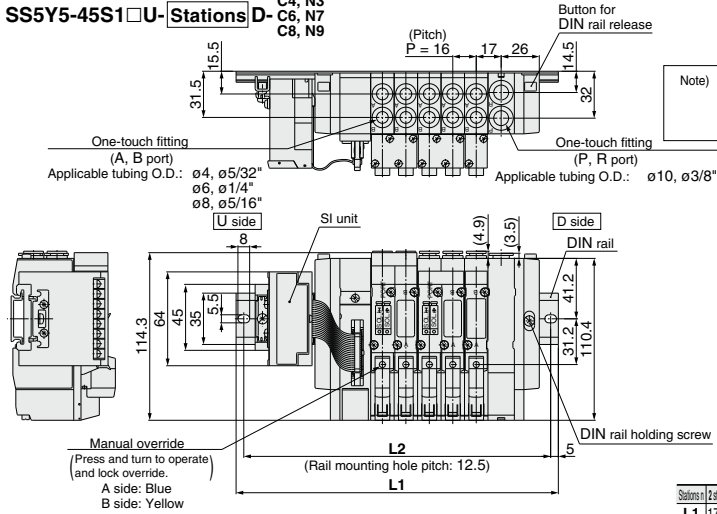 SS5Y5-45S1□U- Stations D- C4, N3
C6, N7
C8, N9
Button for
DIN rail release
(Pitch)
P = 16
17
26
15.5
31.5
14.5
32
Note)
One-touch fitting
(A, B port)
Applicable tubing O.D.: ø4, ø5/32"
ø6, ø1/4"
ø8, ø5/16"
One-touch fitting
(P, R port)
Applicable tubing O.D.: ø10, ø3/8"
U side
SI unit
D side
DIN rail
8
(4.9)
(3.5)
114.3
64
45
35
5.5
41.2
31.2
110.4
Manual override
(Press and turn to operate
and lock override.)
A side: Blue
B side: Yellow
L2
(Rail mounting hole pitch: 12.5)
5
L1
DIN rail holding screw
Stations n
L1